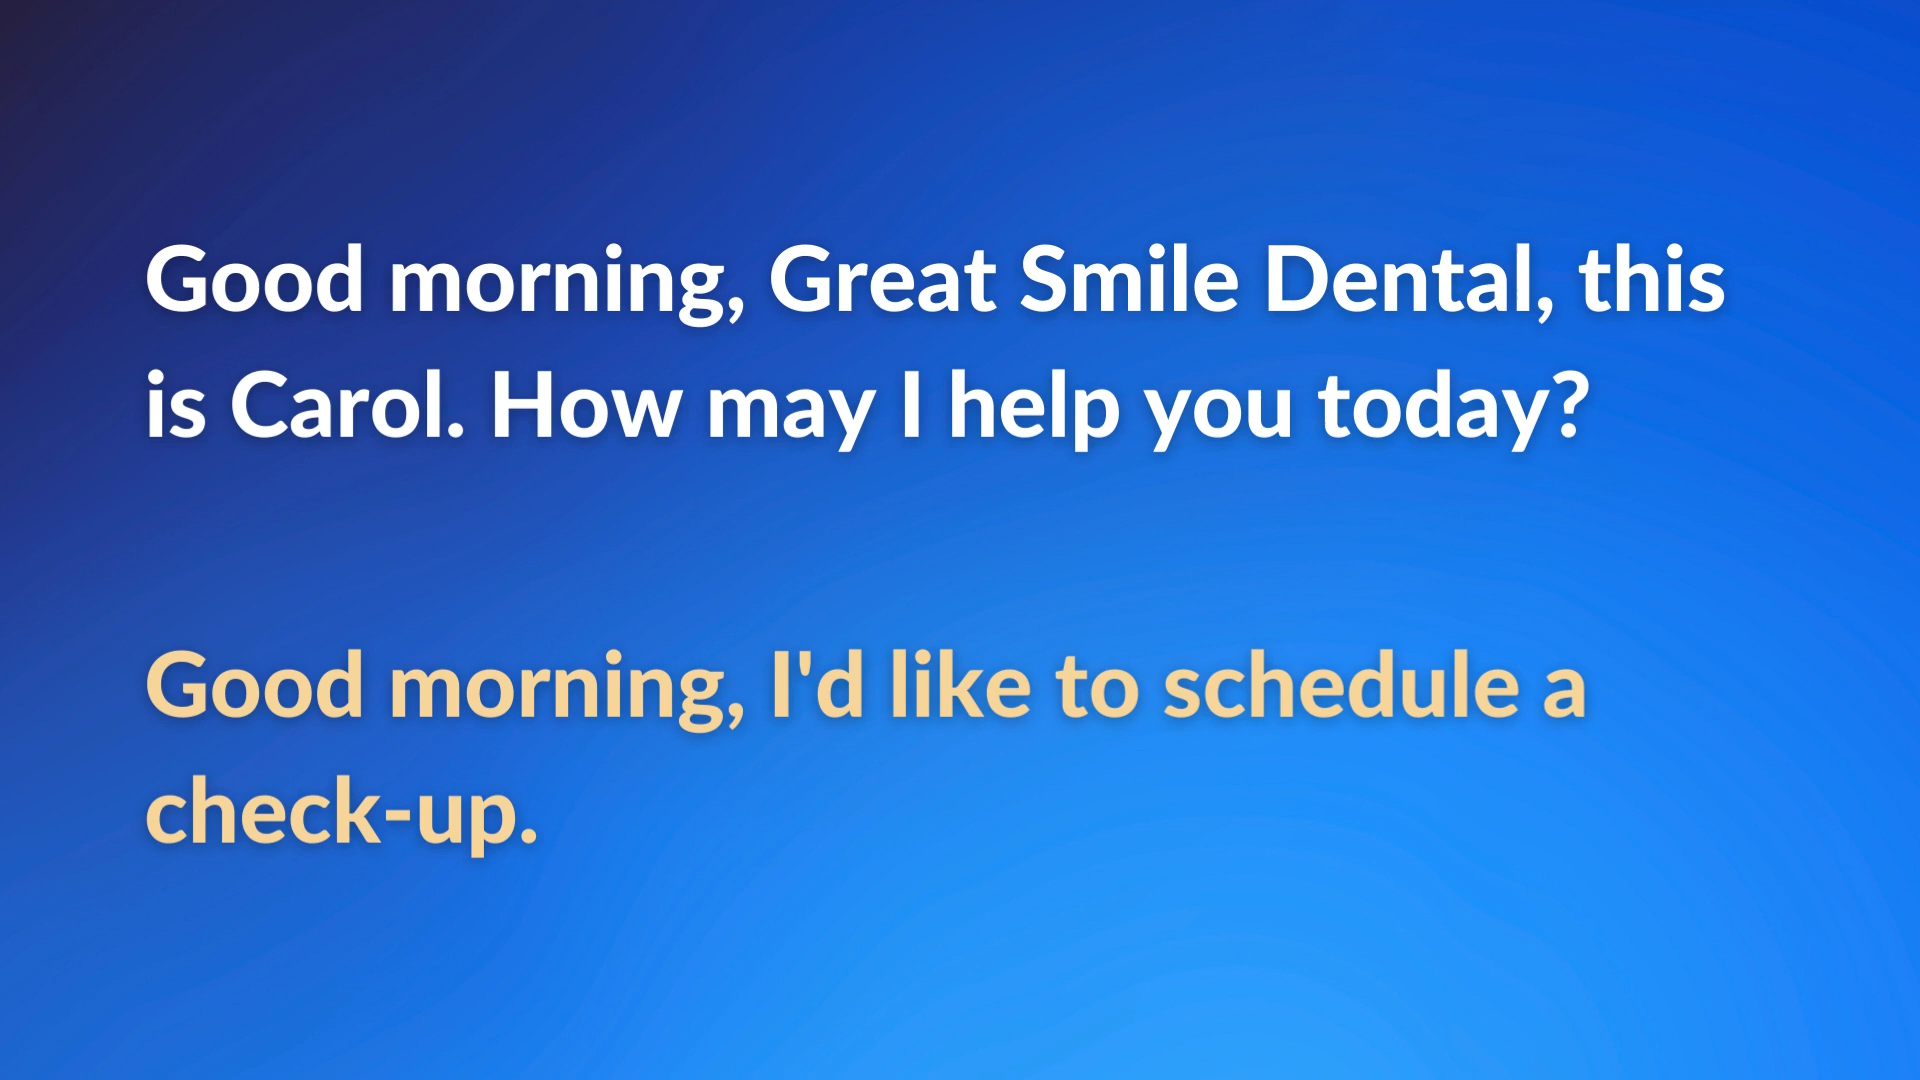 Good morning, Great Smile Dental, this
is Carol. How may I help you today?
Good morning, I'd like to schedule a
check-up.